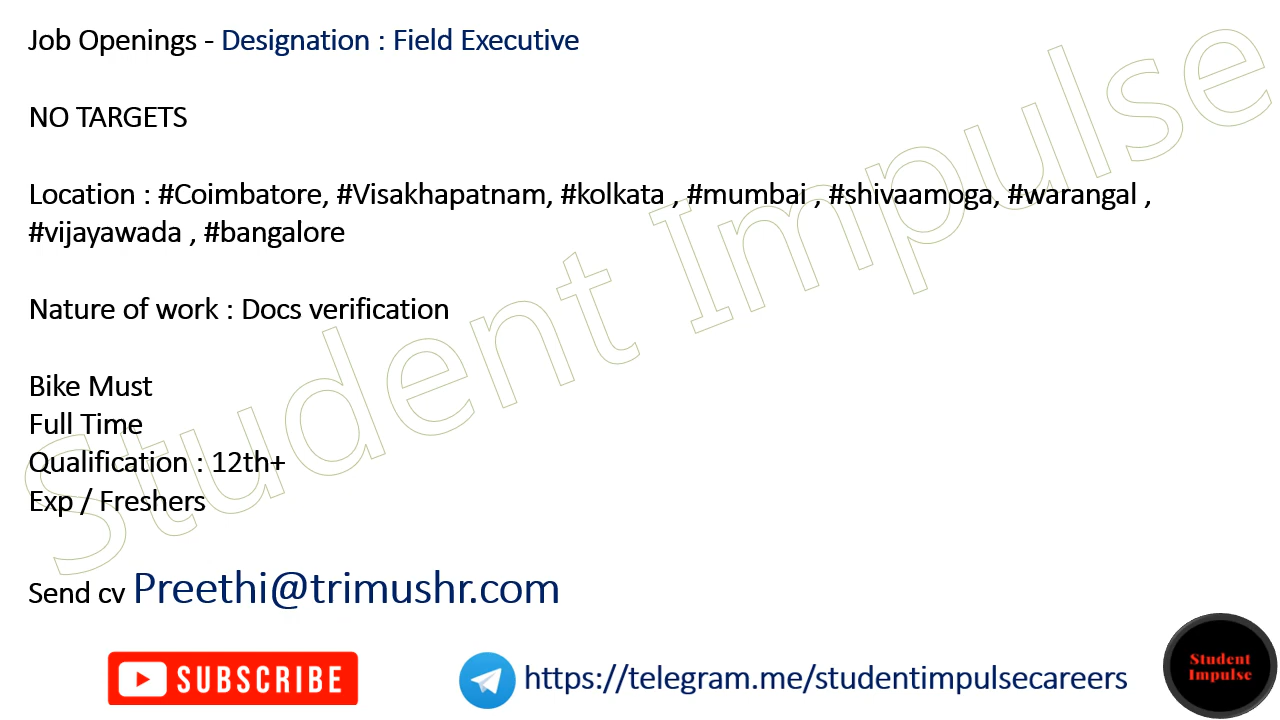 Job Openings - Designation : Field Executive
NO TARGETS
Location : #Coimbatore, #Visakhapatnam, #kolkata , #mumbai , #shivaamoga, #warangal ,
#vijayawada , #bangalore
Nature of work : Docs verification
Bike Must
Full Time
Qualification : 12th+
Exp / Freshers
Send cv Preethi@trimushr.com
SUBSCRIBE
https://telegram.me/studentimpulsecareers
Student
Impulse
Student Impulse